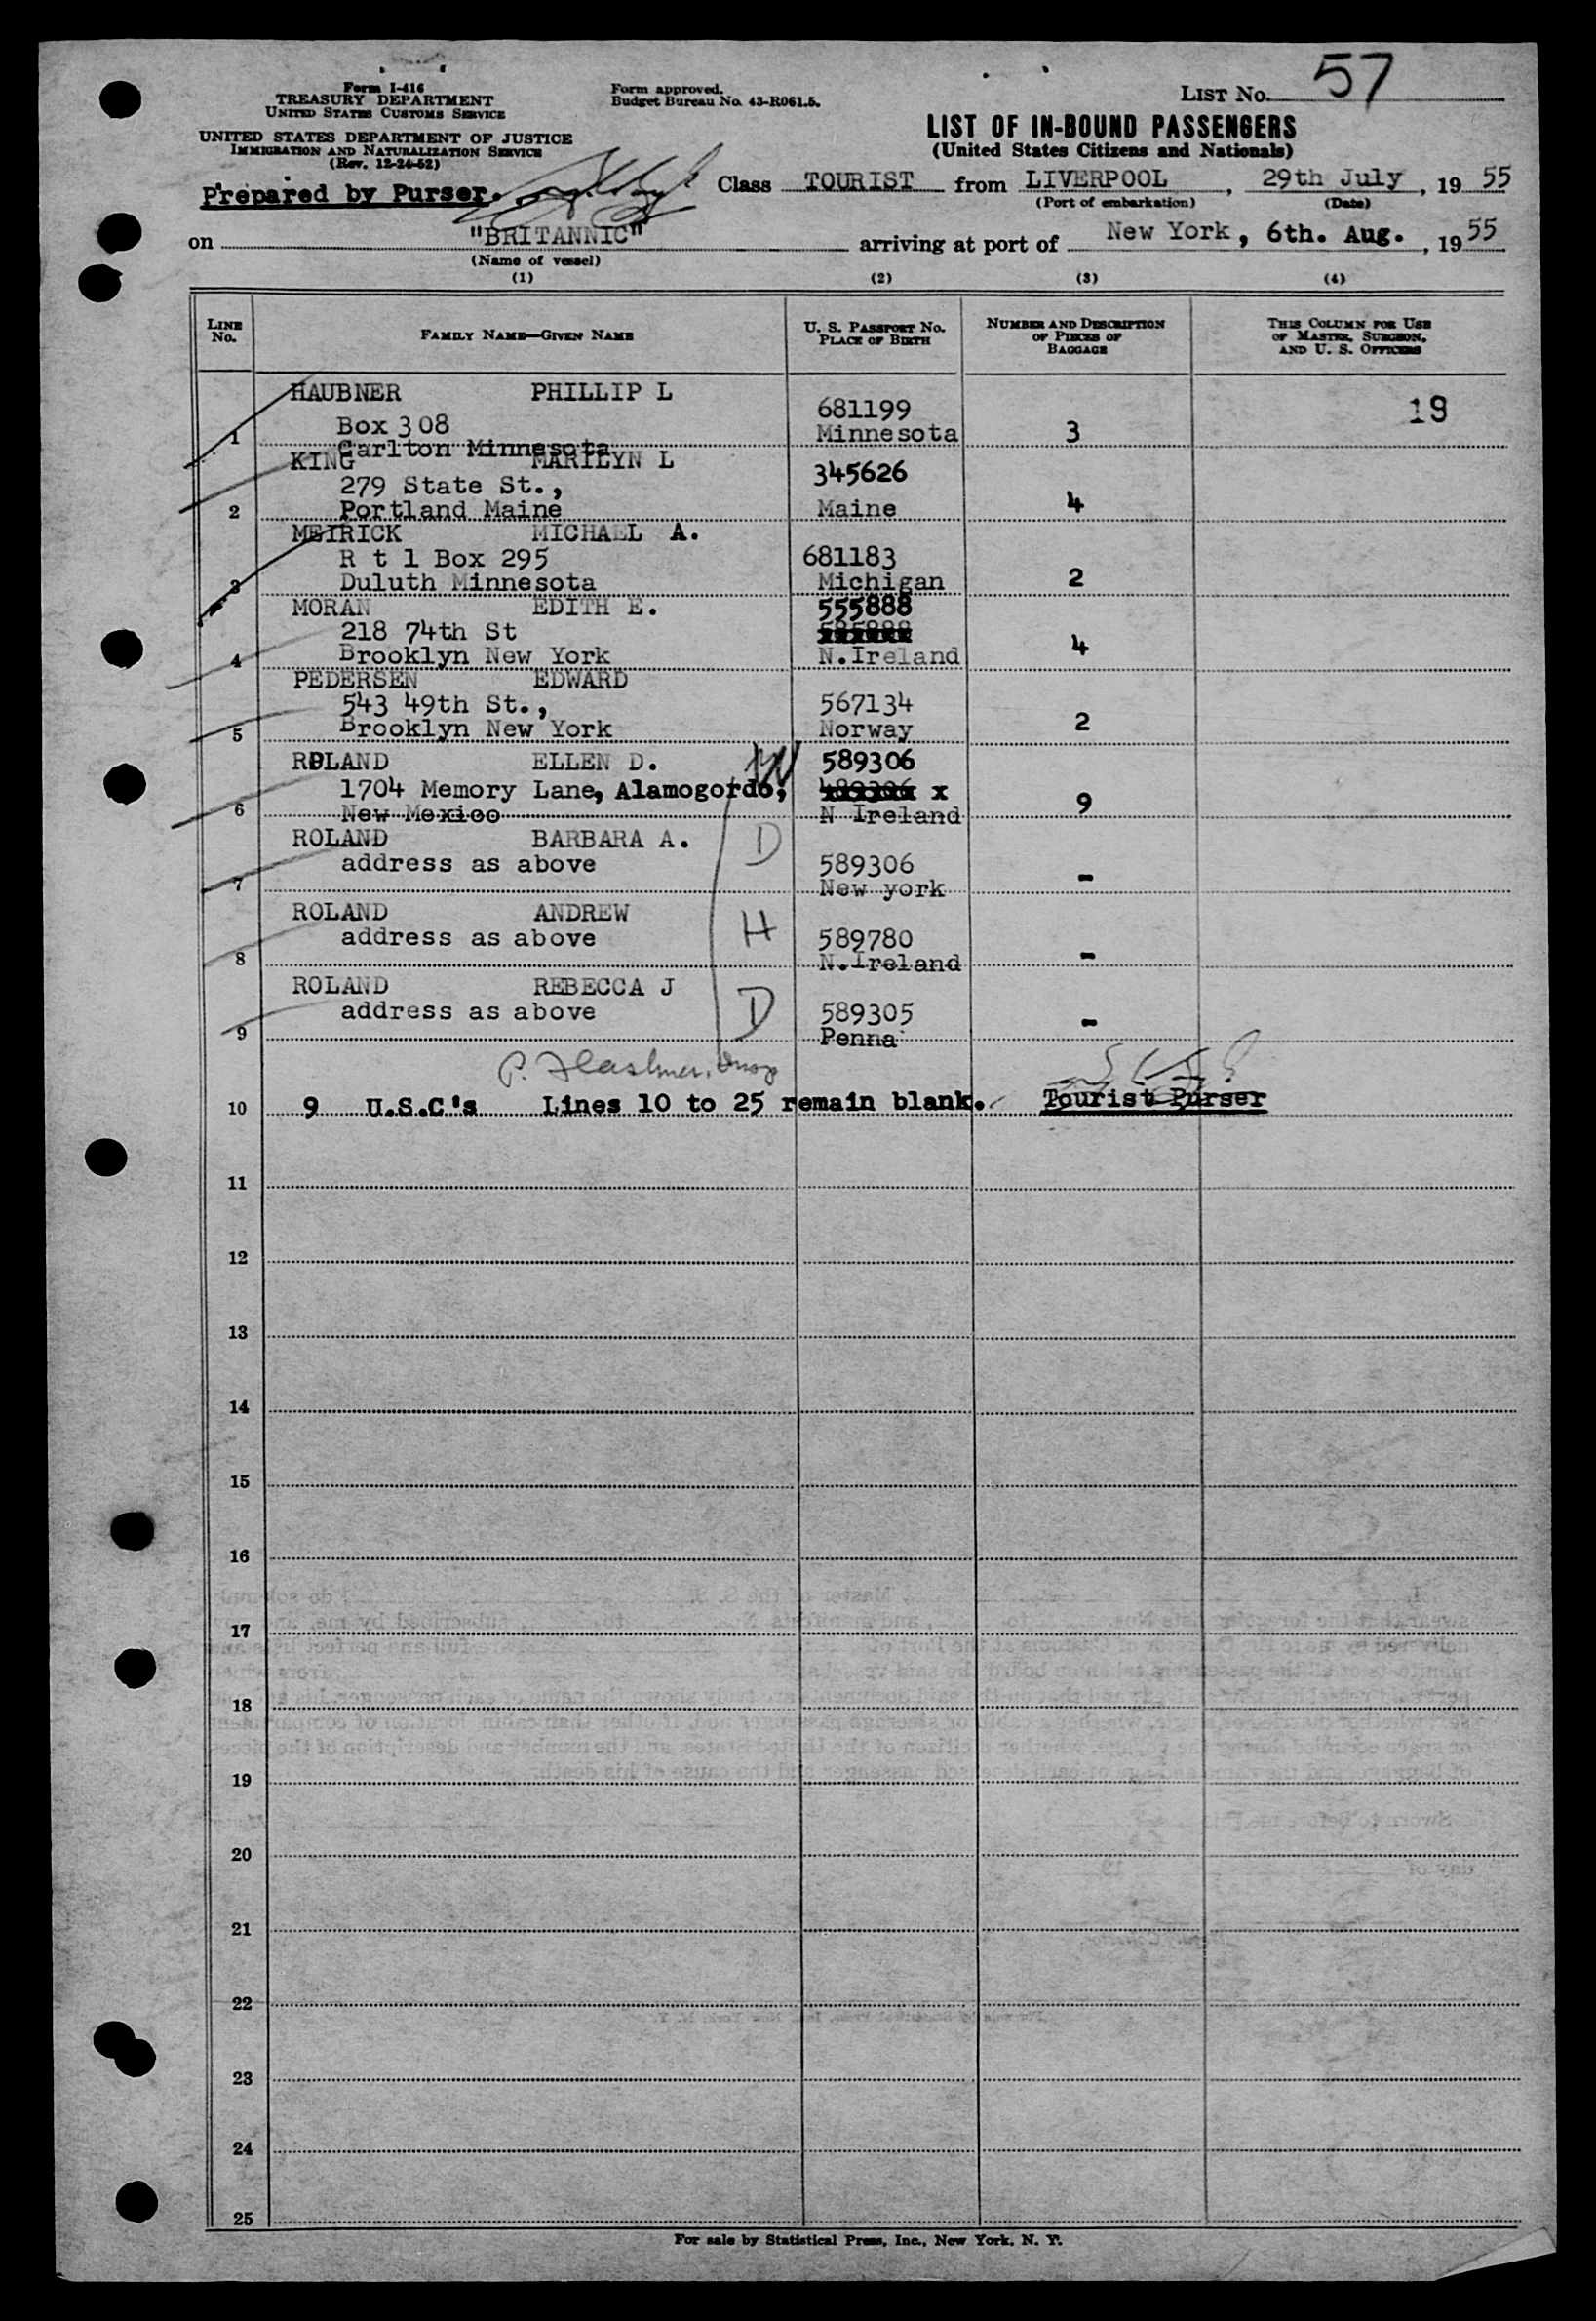 Form I-416
TREASURY DEPARTMENT
UNITED STATES CUSTOMS SERVICE
UNITED STATES DEPARTMENT OF JUSTICE
IMMIGRATION AND NATURALIZATION SERVICE
(Rev. 12-24-52)
Form approved.
Budget Bureau No. 43-R061.5.
LIST No. 57
LIST OF IN-BOUND PASSENGERS
(United States Citizens and Nationals)
Prepared by Purser.
Class TOURIST from LIVERPOOL, 29th July, 19 55
(Port of embarkation) (Date)
on "BRITANNIC" arriving at port of New York, 6th. Aug., 19 55
(Name of vessel)
(1) (2) (3) (4)
LINE No. FAMILY NAME—GIVEN NAME U. S. PASSPORT No. PLACE OF BIRTH NUMBER AND DESCRIPTION OF PIECES OF BAGGAGE THIS COLUMN FOR USE OF MASTER, SURGEON, AND U. S. OFFICERS
HAUBNER PHILLIP L
681199 19
Box 308
1 Minnesota 3
Carlton Minnesota
KING MARILYN L
345626
279 State St.,
2 Portland Maine Maine 4
MEIRICK MICHAEL A.
R t 1 Box 295 681183
3 Duluth Minnesota Michigan 2
MORAN EDITH E. 555888
218 74th St
4 Brooklyn New York N.Ireland 4
PEDERSEN EDWARD
543 49th St., 567134
5 Brooklyn New York Norway 2
ROLAND ELLEN D. W 589306
1704 Memory Lane, Alamogordo, x
6 New Mexico N Ireland 9
ROLAND BARBARA A. D
address as above 589306
7 New york -
ROLAND ANDREW H
address as above 589780
8 N.Ireland -
ROLAND REBECCA J D
address as above 589305
9 Penna -
10 9 U.S.C's Lines 10 to 25 remain blank. Tourist Purser
11
12
13
14
15
16
17
18
19
20
21
22
23
24
25
For sale by Statistical Press, Inc., New York, N. Y.